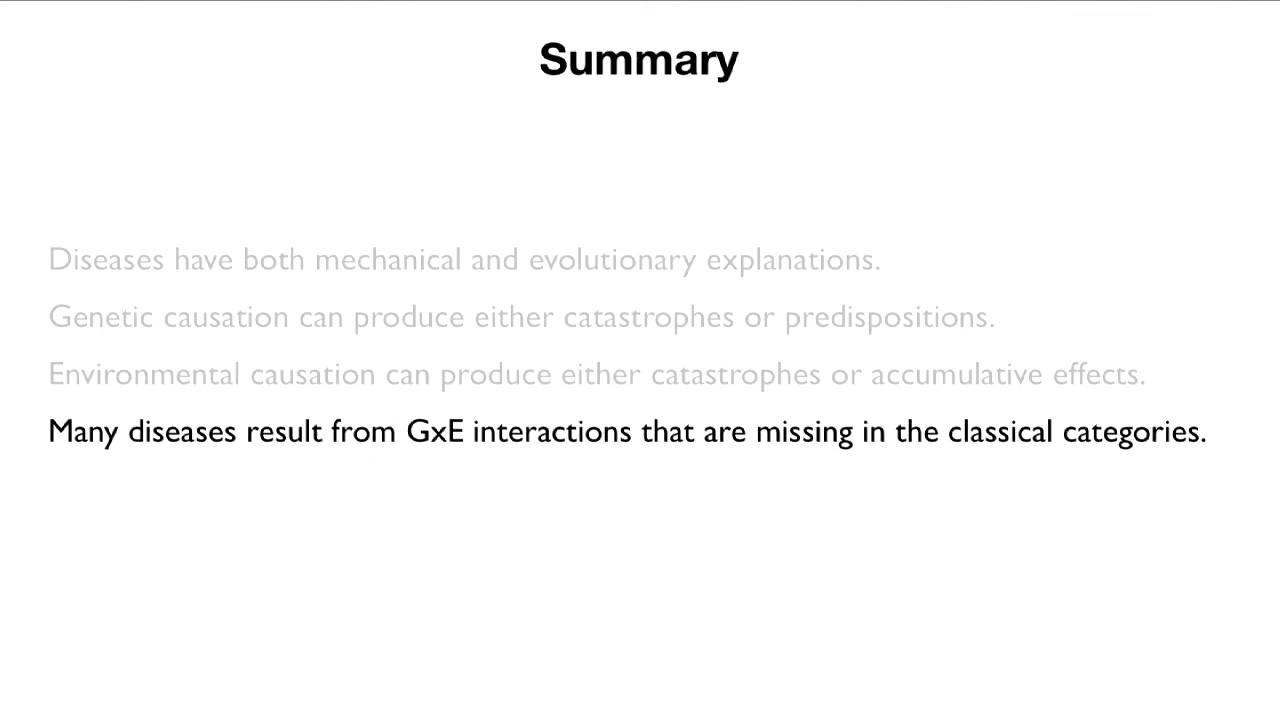 Summary
Diseases have both mechanical and evolutionary explanations.
Genetic causation can produce either catastrophes or predispositions.
Environmental causation can produce either catastrophes or accumulative effects.
Many diseases result from GxE interactions that are missing in the classical categories.